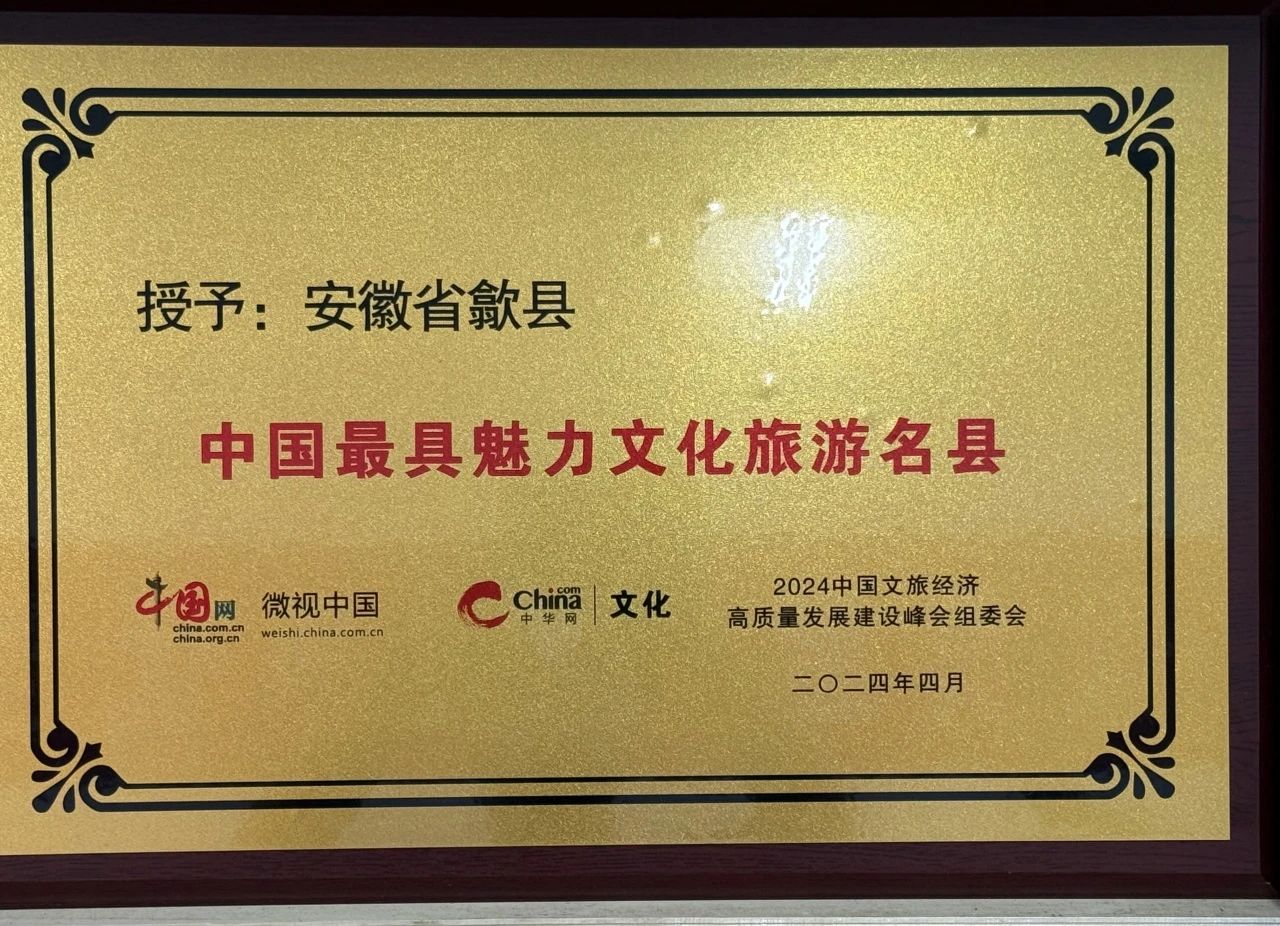 授予：安徽省歙县
中国最具魅力文化旅游名县
中国网
china.com.cn
china.org.cn
微视中国
weishi.china.com.cn
China.com
中华网
文化
2024中国文旅经济
高质量发展建设峰会组委会
二〇二四年四月